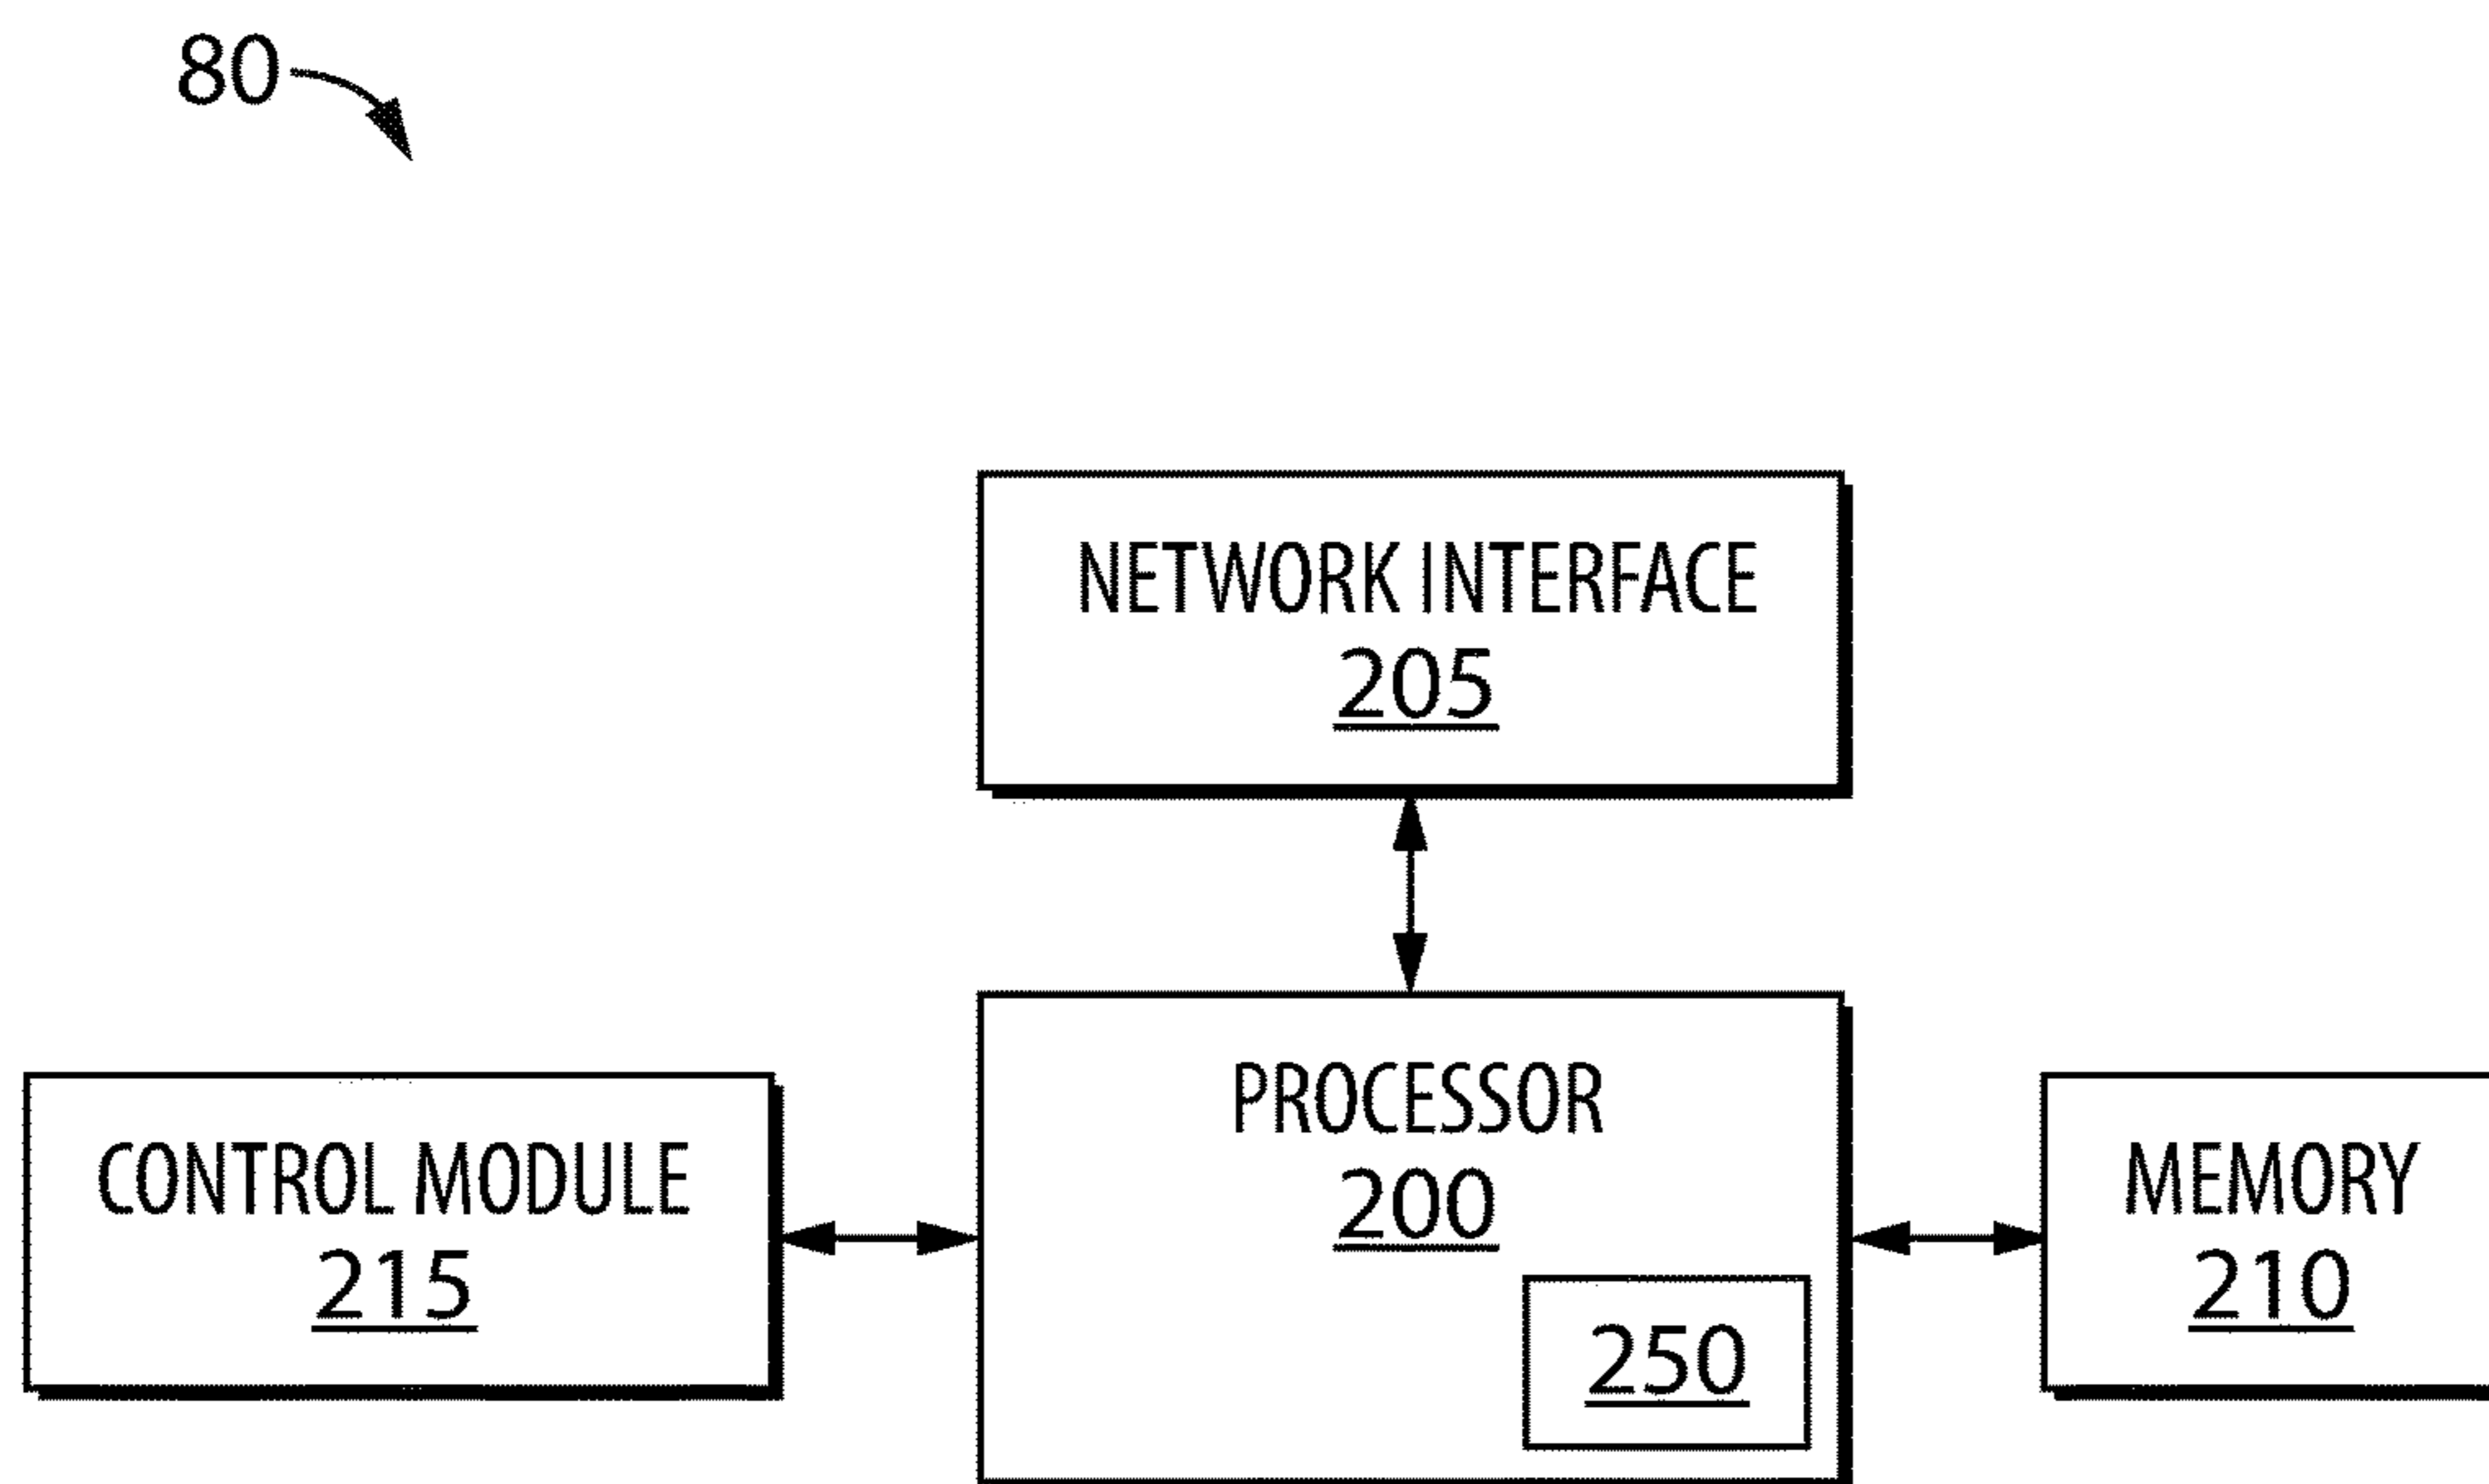 80
NETWORK INTERFACE
205
PROCESSOR
200
CONTROL MODULE
215
MEMORY
210
250